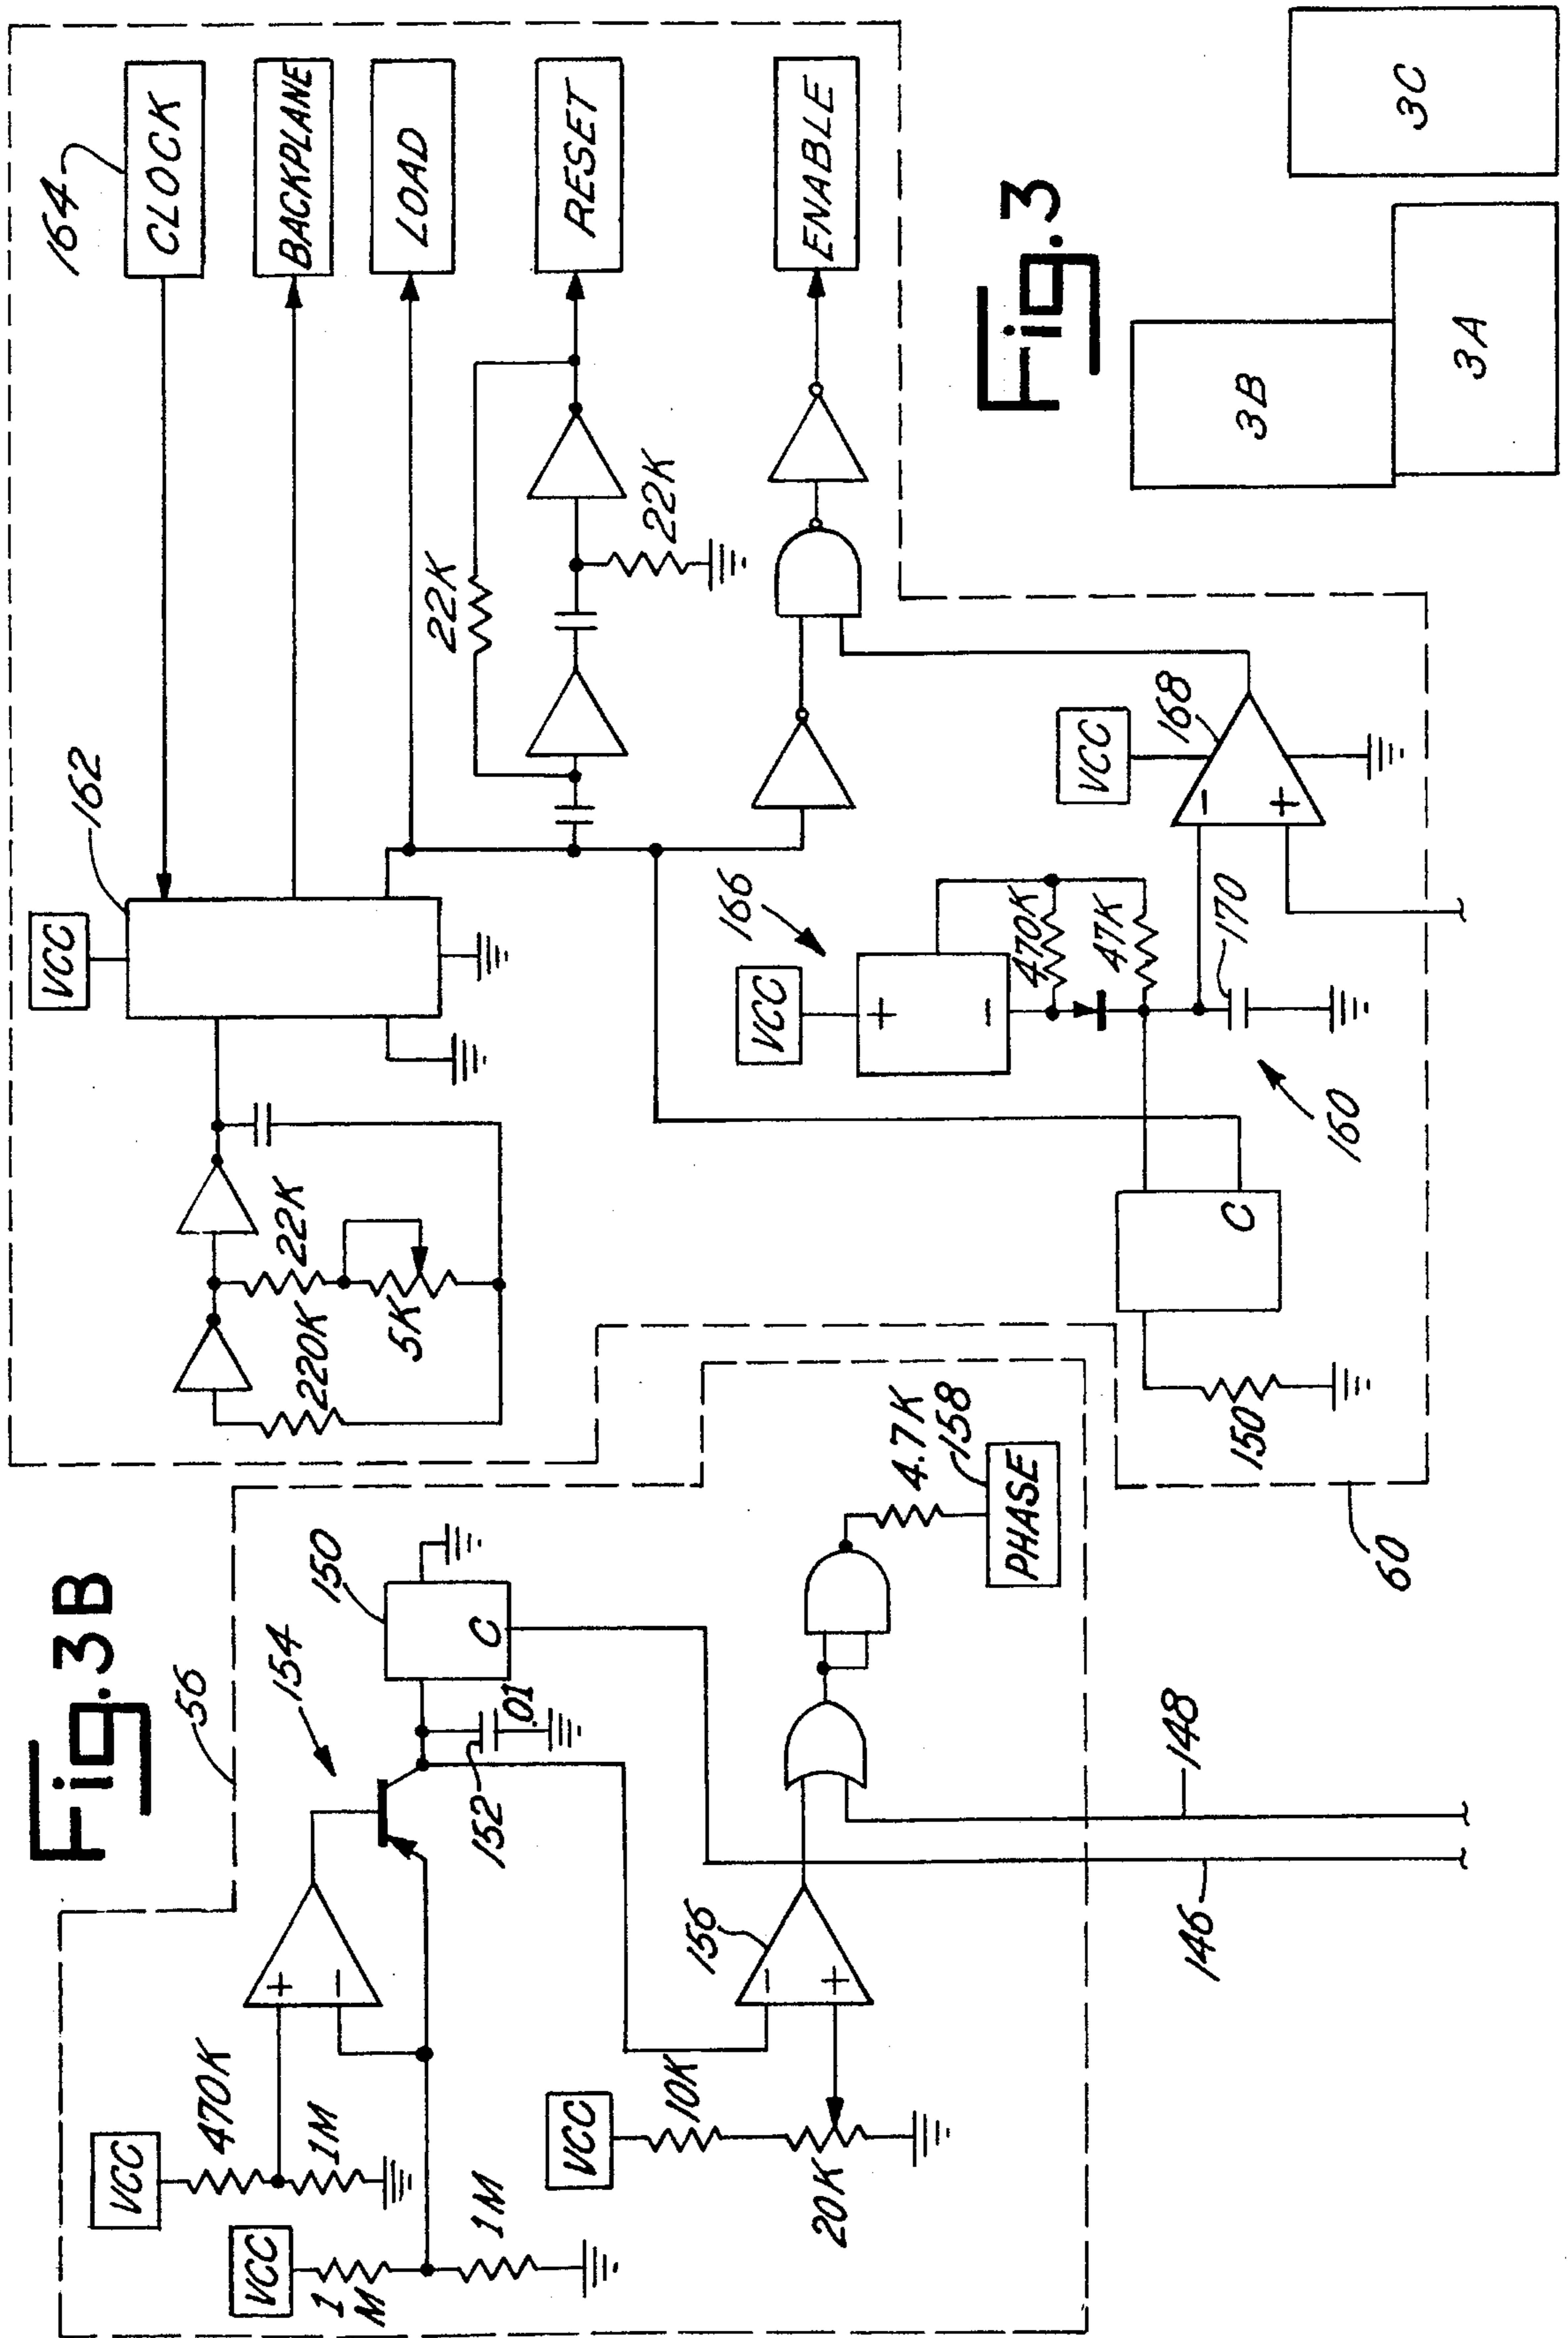 Fig.3B
56
VCC
470K
1M
VCC
1
M
1M
154
150
C
152
.01
VCC
10K
20K
156
-
+
+
-
4.7K
158
PHASE
148
146
60
VCC
162
164
CLOCK
BACKPLANE
LOAD
RESET
ENABLE
220K
22K
5K
22K
22K
166
VCC
+
-
470K
47K
VCC
168
-
+
170
160
C
150
Fig.3
3B
3A
3C